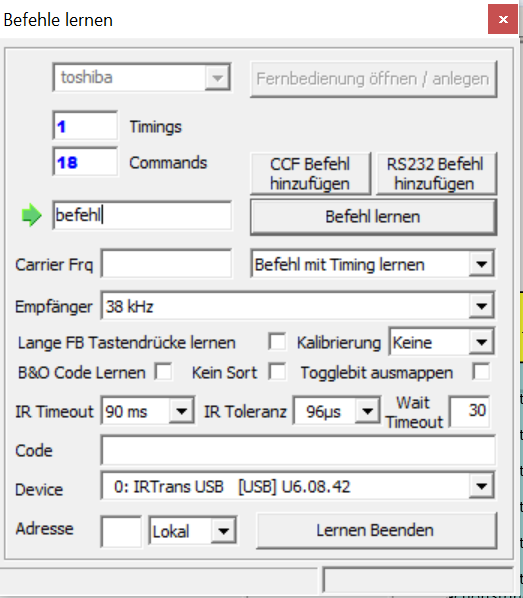 Befehle lernen
toshiba Fernbedienung öffnen / anlegen
1 Timings
18 Commands
CCF Befehl hinzufügen
RS232 Befehl hinzufügen
befehl Befehl lernen
Carrier Frq Befehl mit Timing lernen
Empfänger 38 kHz
Lange FB Tastendrücke lernen Kalibrierung Keine
B&O Code Lernen Kein Sort Togglebit ausmappen
IR Timeout 90 ms IR Toleranz 96µs Wait Timeout 30
Code
Device 0: IRTrans USB [USB] U6.08.42
Adresse Lokal Lernen Beenden